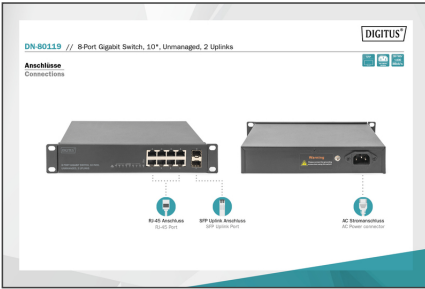 DIGITUS®
DN-80119 // 8-Port Gigabit Switch, 10", Unmanaged, 2 Uplinks
Anschlüsse
Connections
DIGITUS
Warning
RJ-45 Anschluss
RJ-45 Port
SFP Uplink Anschluss
SFP Uplink Port
AC Stromanschluss
AC Power connector